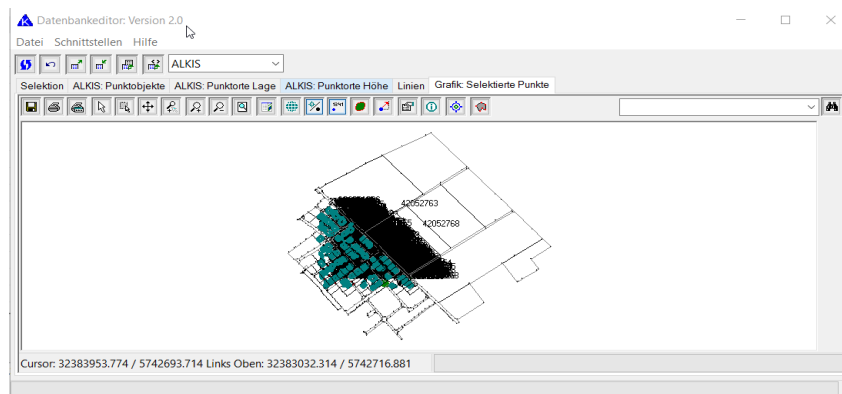 Datenbankeditor: Version 2.0
Datei Schnittstellen Hilfe
ALKIS
Selektion ALKIS: Punktobjekte ALKIS: Punktorte Lage ALKIS: Punktorte Höhe Linien Grafik: Selektierte Punkte
42052763
42052768
Cursor: 32383953.774 / 5742693.714 Links Oben: 32383032.314 / 5742716.881